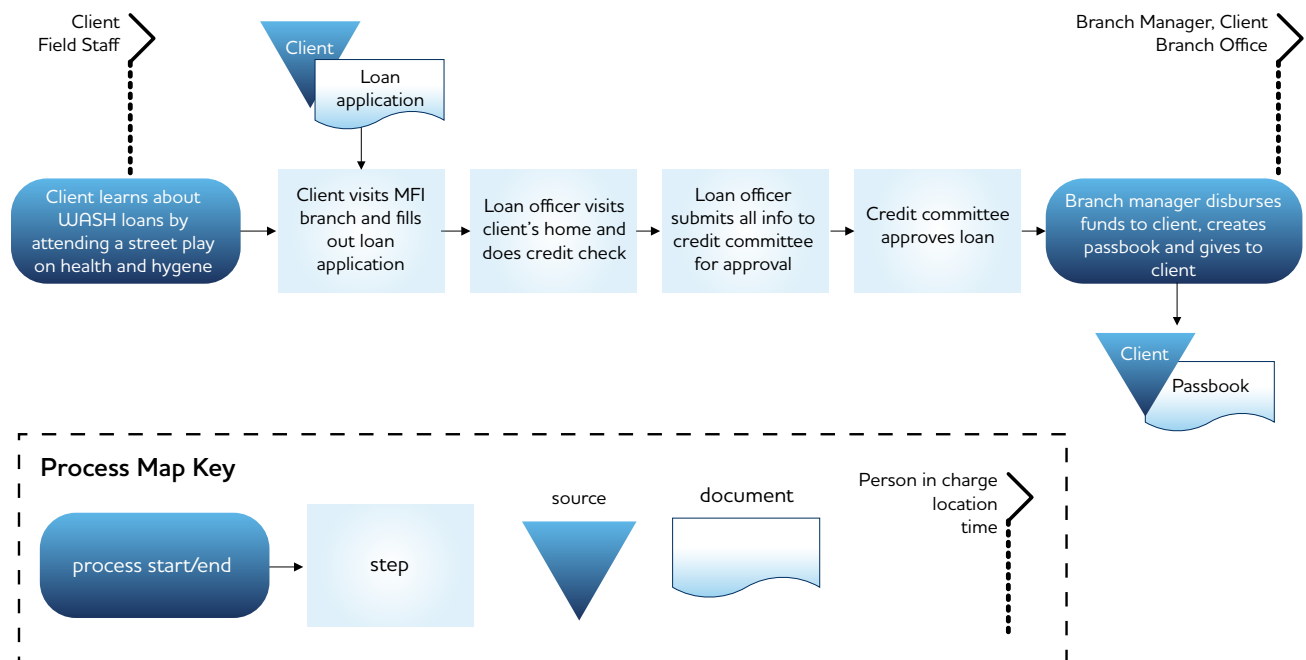 Client
Field Staff
Client
Loan
application
Branch Manager, Client
Branch Office
Client learns about
WASH loans by
attending a street play
on health and hygene
Client visits MFI
branch and fills
out loan
application
Loan officer visits
client's home and
does credit check
Loan officer
submits all info to
credit committee
for approval
Credit committee
approves loan
Branch manager disburses
funds to client, creates
passbook and gives to
client
Client
Passbook
Process Map Key
process start/end
step
source
document
Person in charge
location
time